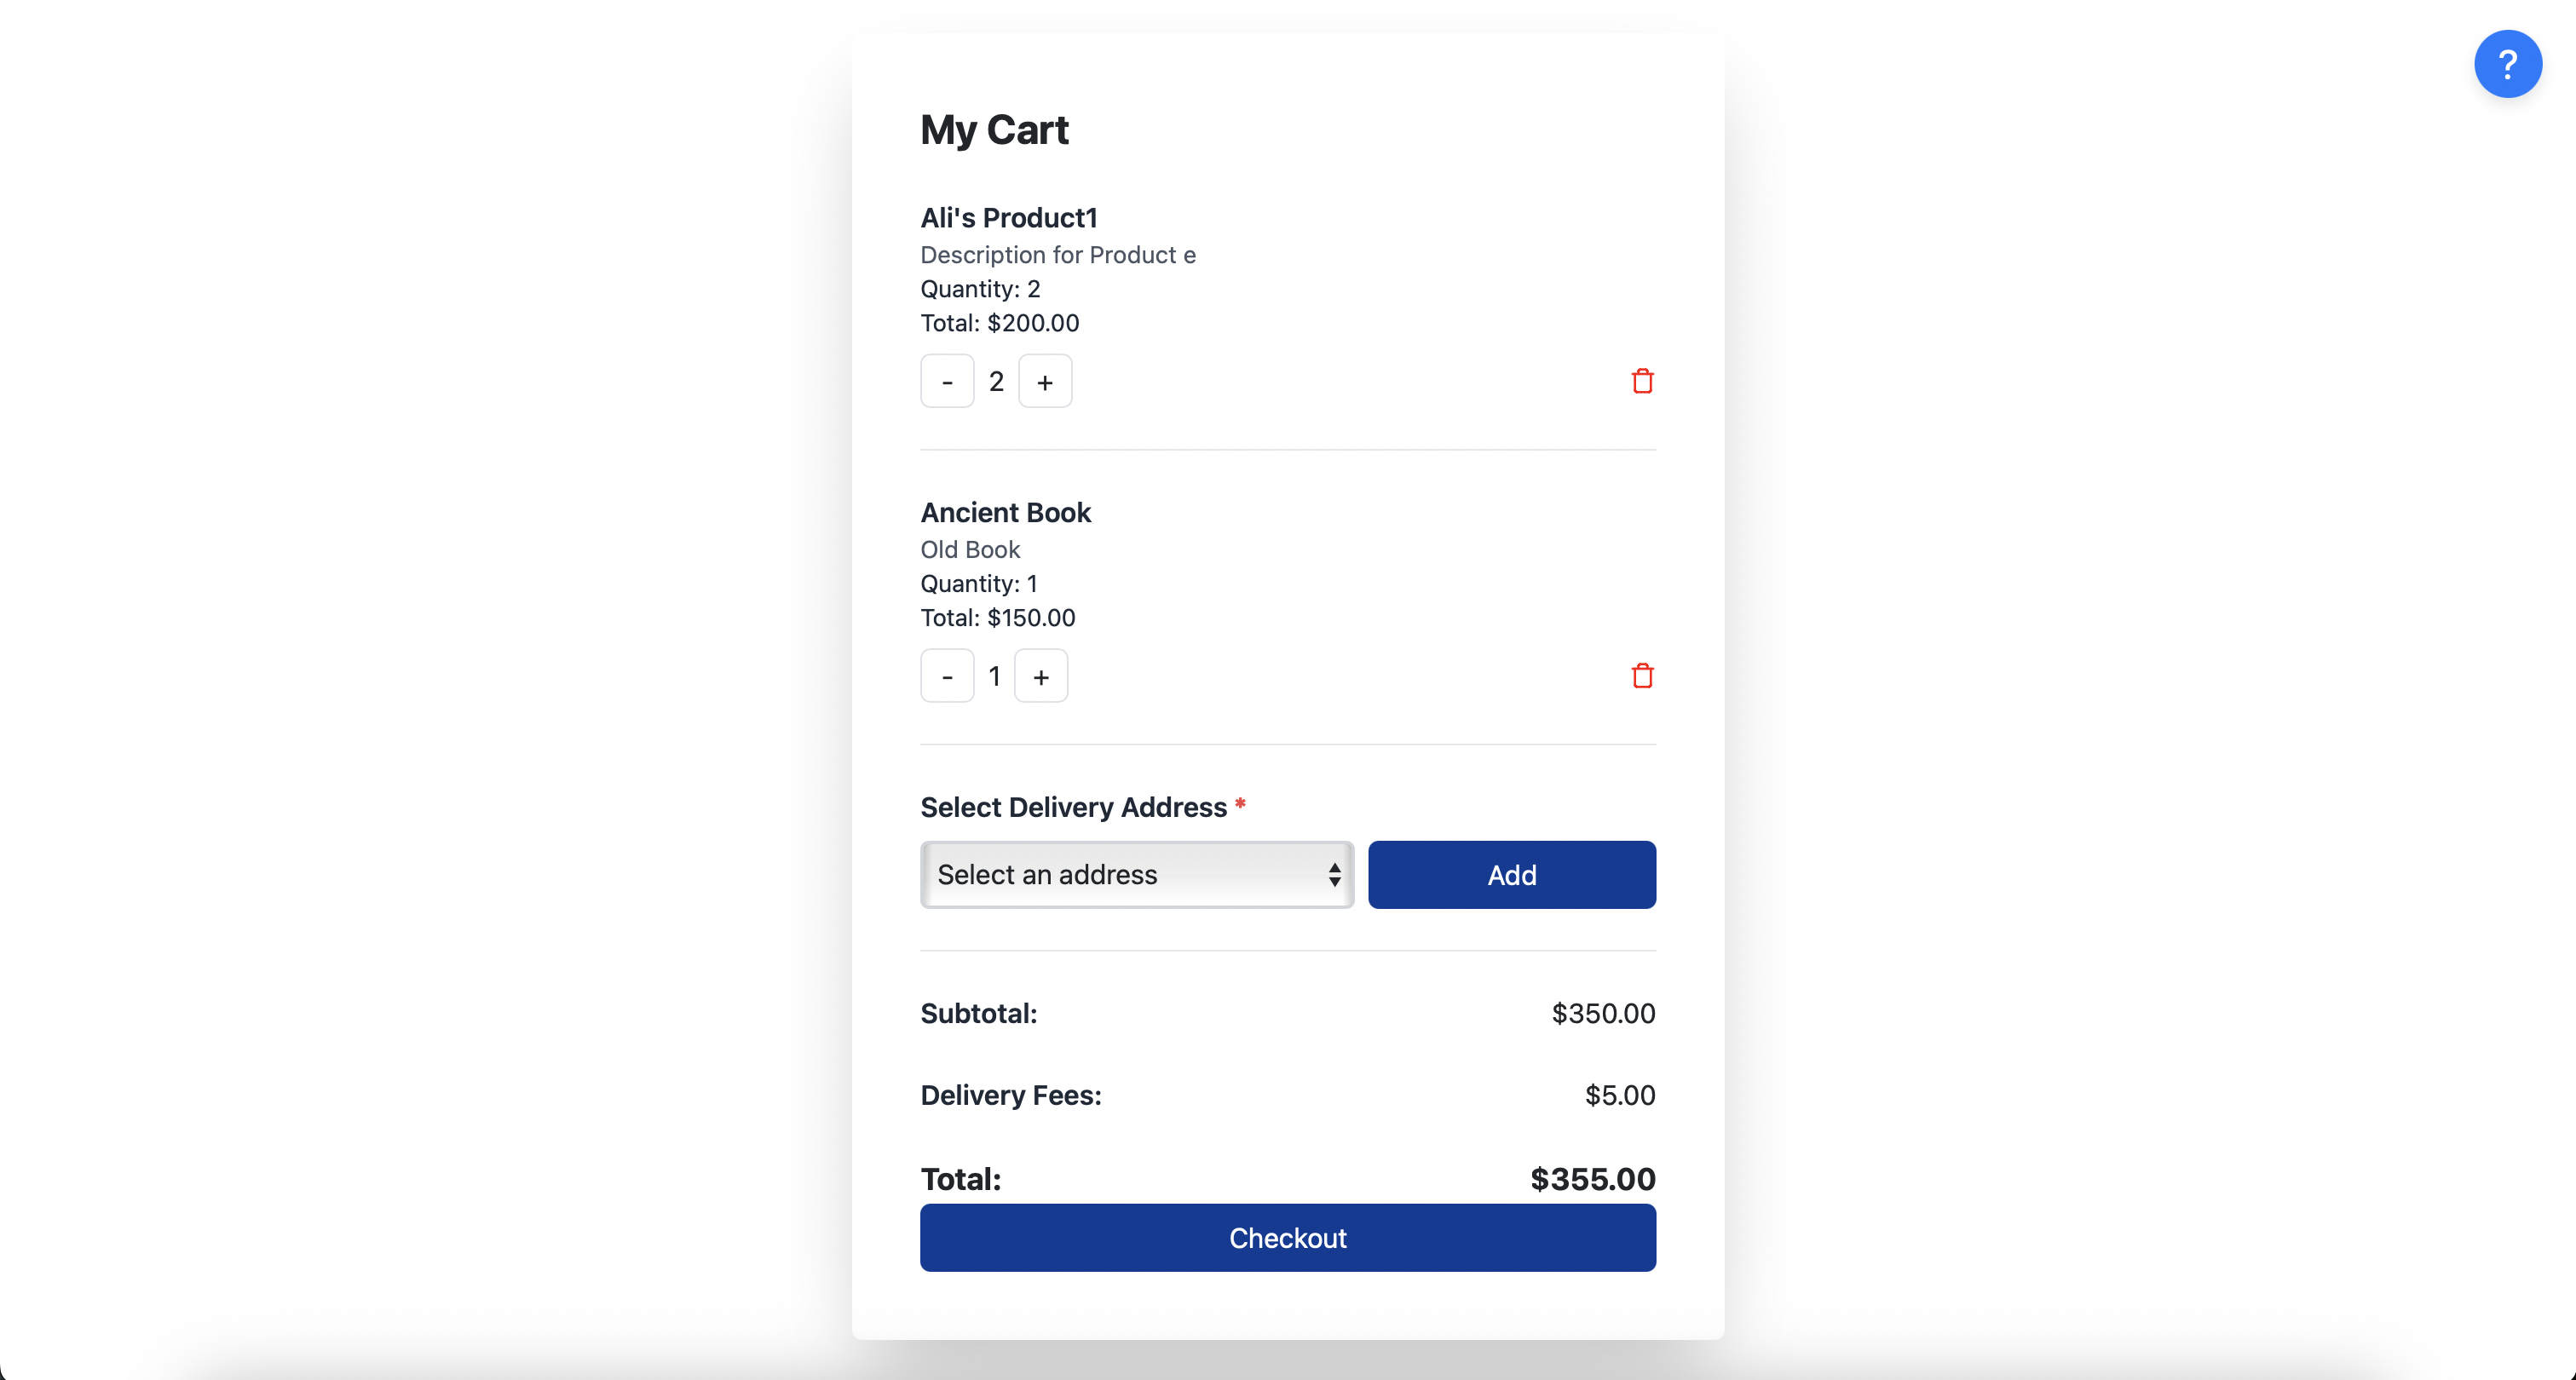 ?
My Cart
Ali's Product1
Description for Product e
Quantity: 2
Total: $200.00
- 2 +
Ancient Book
Old Book
Quantity: 1
Total: $150.00
- 1 +
Select Delivery Address *
Select an address Add
Subtotal: $350.00
Delivery Fees: $5.00
Total: $355.00
Checkout